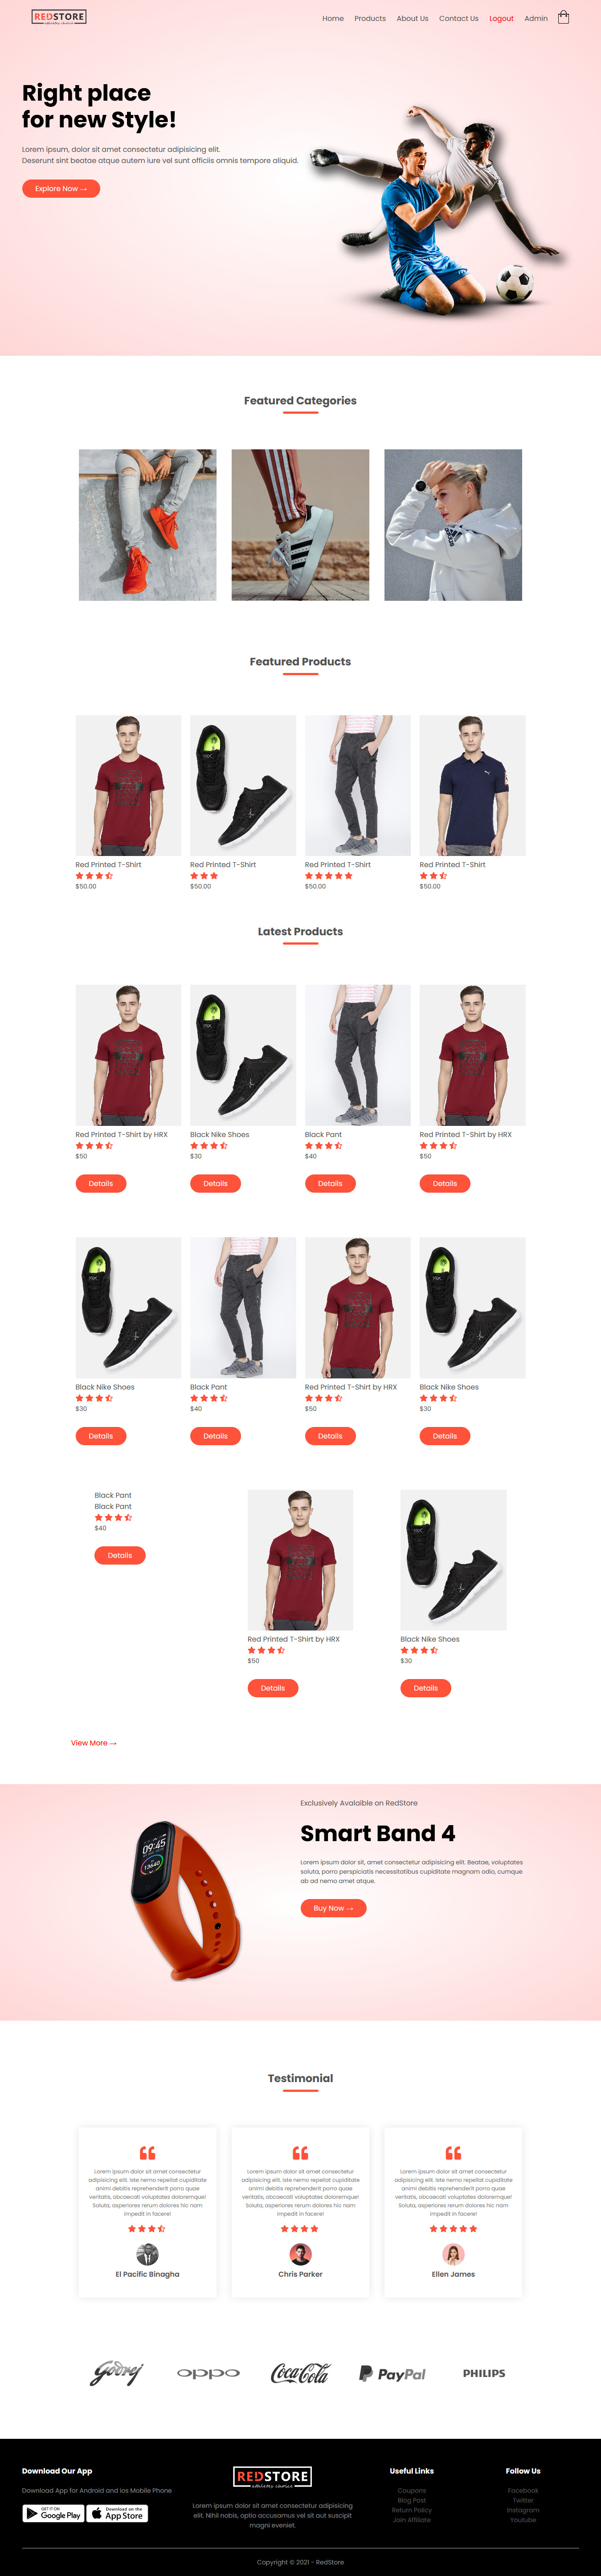 REDSTORE
Home Products About Us Contact Us Logout Admin
Right place
for new Style!
Lorem ipsum, dolor sit amet consectetur adipisicing elit.
Deserunt sint beatae atque autem iure vel sunt officiis omnis tempore aliquid.
Explore Now →
Featured Categories
Featured Products
Red Printed T-Shirt
$50.00
Red Printed T-Shirt
$50.00
Red Printed T-Shirt
$50.00
Red Printed T-Shirt
$50.00
Latest Products
Red Printed T-Shirt by HRX
$50
Details
Black Nike Shoes
$30
Details
Black Pant
$40
Details
Red Printed T-Shirt by HRX
$50
Details
Black Nike Shoes
$30
Details
Black Pant
$40
Details
Red Printed T-Shirt by HRX
$50
Details
Black Nike Shoes
$30
Details
Black Pant
Black Pant
$40
Details
Red Printed T-Shirt by HRX
$50
Details
Black Nike Shoes
$30
Details
View More →
09:45
13640
Exclusively Avalaible on RedStore
Smart Band 4
Lorem ipsum dolor sit, amet consectetur adipisicing elit. Beatae, voluptates
soluta, porro perspiciatis necessitatibus cupiditate magnam odio, cumque
ab ad nemo amet atque.
Buy Now →
Testimonial
Lorem ipsum dolor sit amet consectetur
adipisicing elit. Iste nemo repellat cupiditate
animi debitis reprehenderit porro quae
veritatis, obcaecati voluptates doloremque!
Soluta, asperiores rerum dolores hic nam
impedit in facere!
El Pacific Binagha
Lorem ipsum dolor sit amet consectetur
adipisicing elit. Iste nemo repellat cupiditate
animi debitis reprehenderit porro quae
veritatis, obcaecati voluptates doloremque!
Soluta, asperiores rerum dolores hic nam
impedit in facere!
Chris Parker
Lorem ipsum dolor sit amet consectetur
adipisicing elit. Iste nemo repellat cupiditate
animi debitis reprehenderit porro quae
veritatis, obcaecati voluptates doloremque!
Soluta, asperiores rerum dolores hic nam
impedit in facere!
Ellen James
Godrej oppo Coca-Cola PayPal PHILIPS
Download Our App
Download App for Android and ios Mobile Phone
GET IT ON
Google Play
Download on the
App Store
REDSTORE
Lorem ipsum dolor sit amet consectetur adipisicing
elit. Nihil nobis, optio accusamus vel sit aut suscipit
magni eveniet.
Useful Links
Coupons
Blog Post
Return Policy
Join Affiliate
Follow Us
Facebook
Twitter
Instagram
Youtube
Copyright © 2021 - RedStore